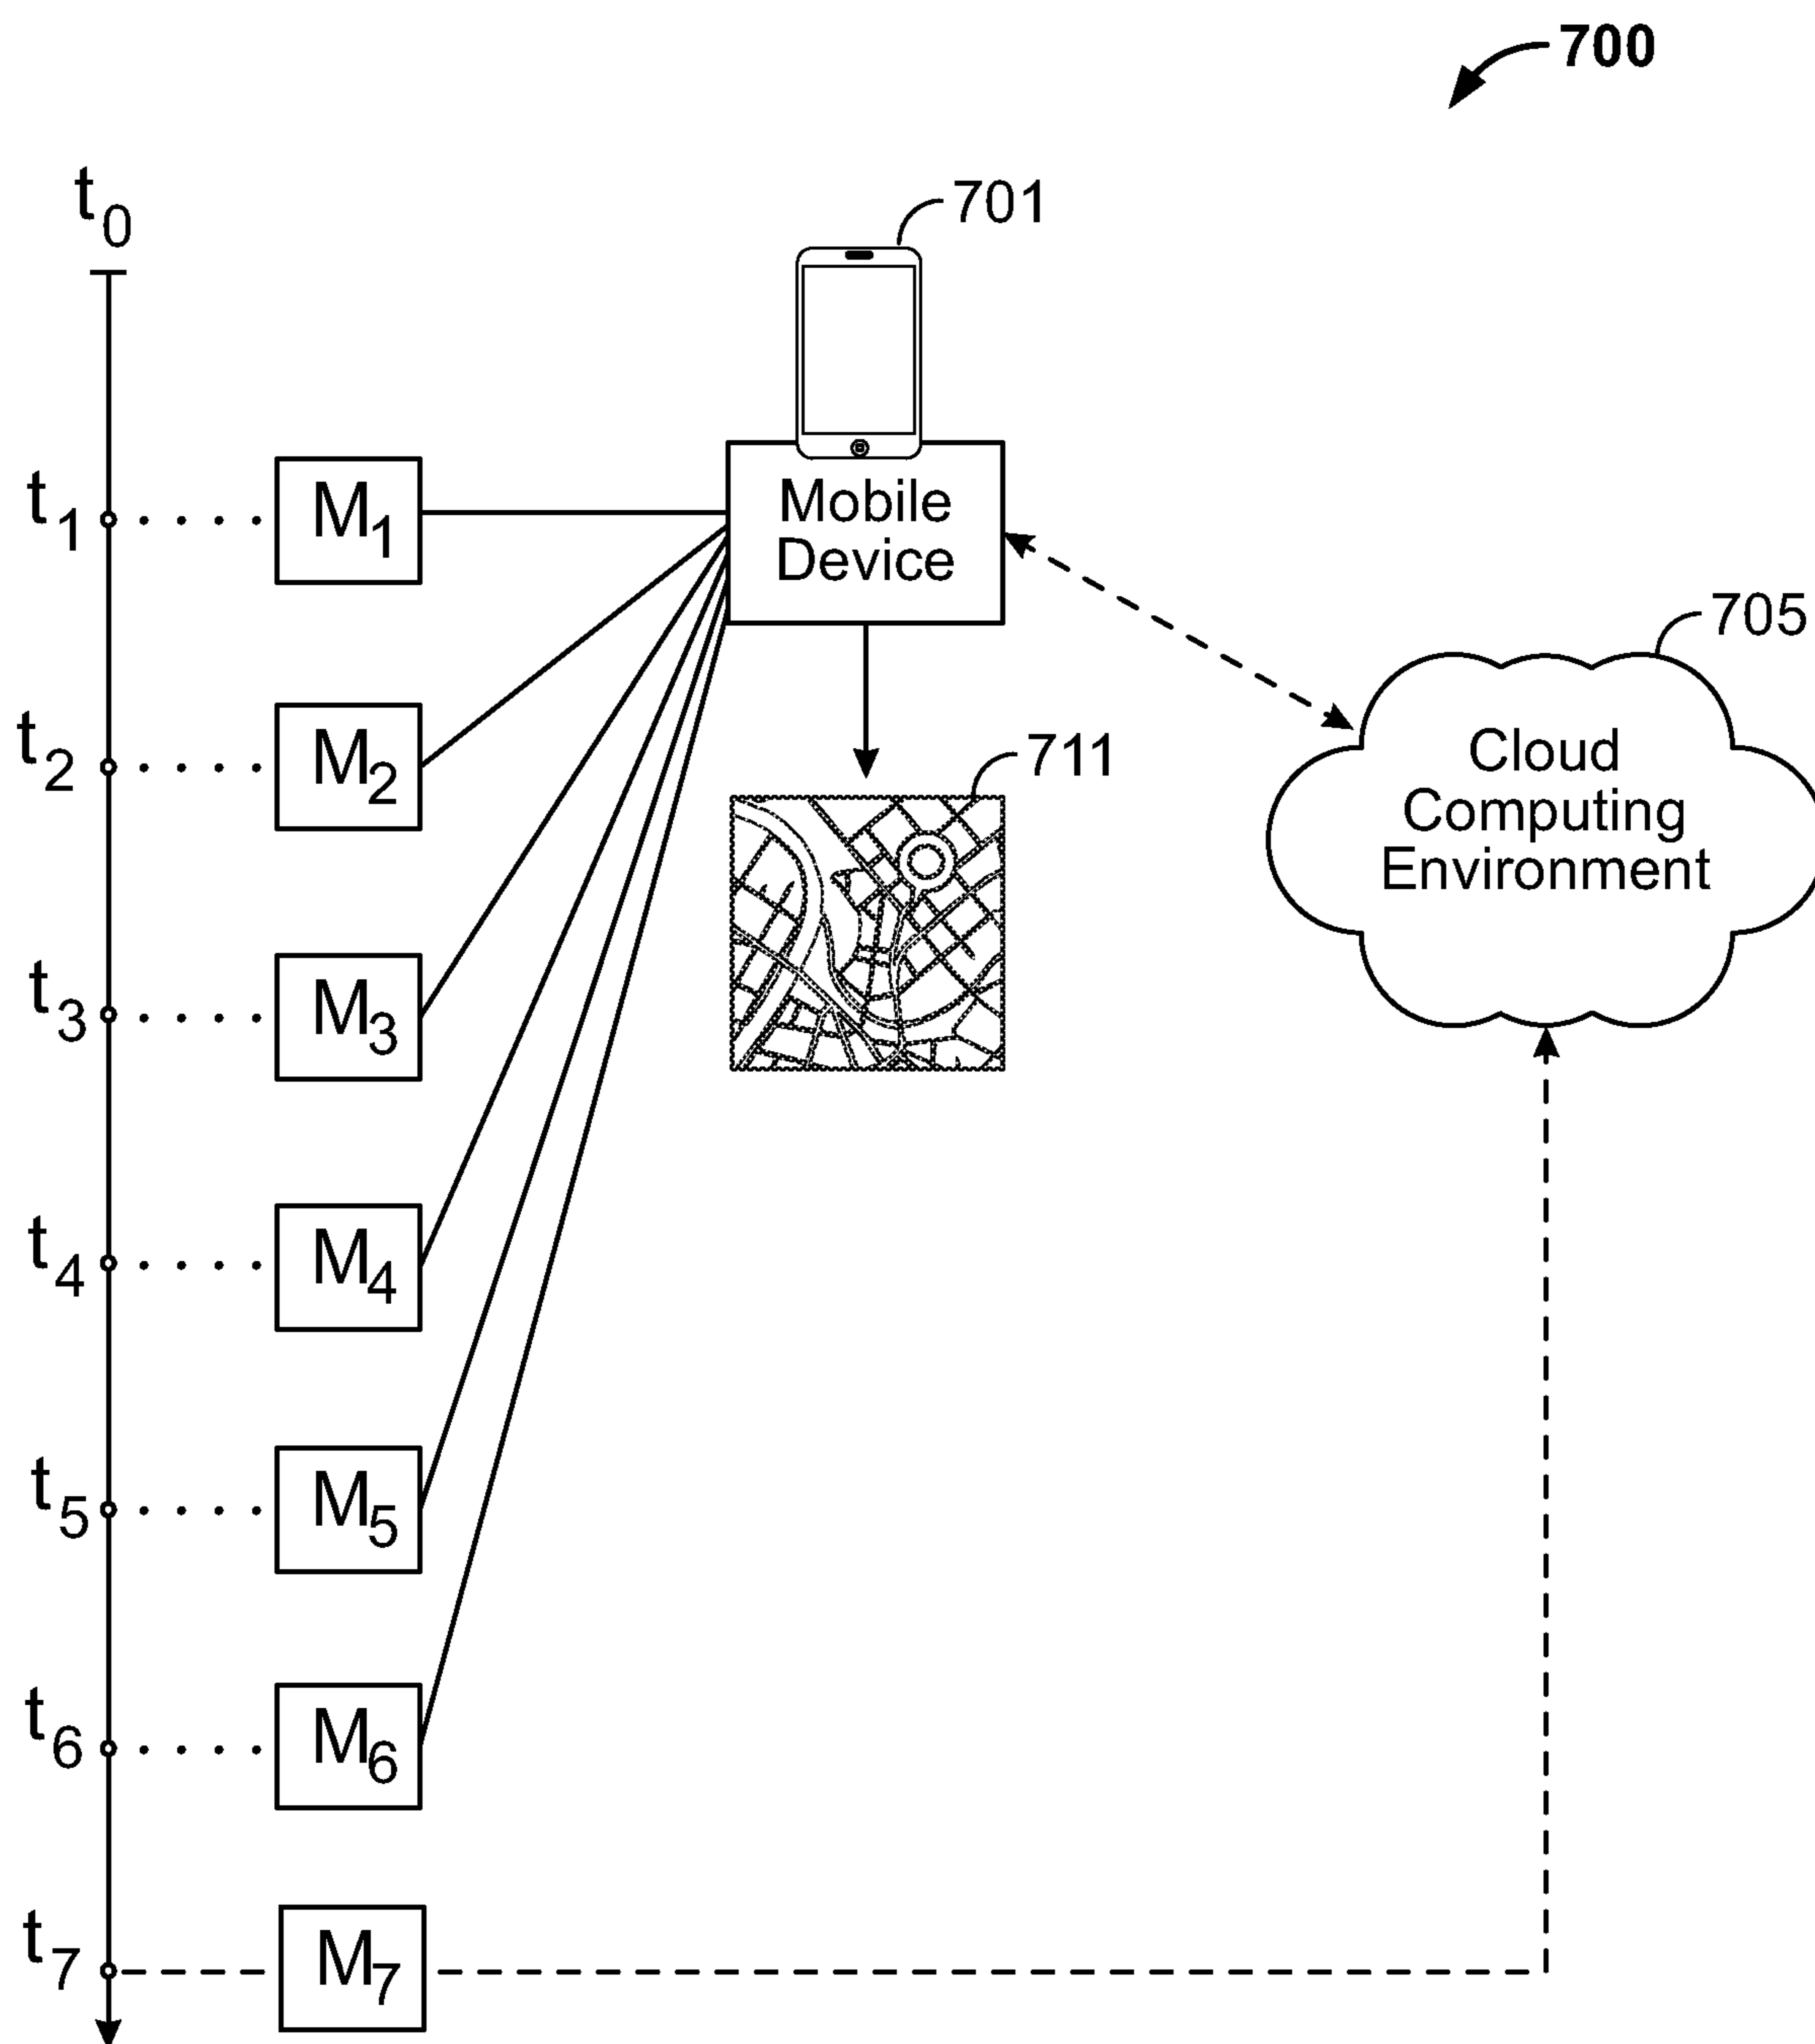 700
t0
701
t1
M1
Mobile
Device
705
t2
M2
711
Cloud
Computing
Environment
t3
M3
t4
M4
t5
M5
t6
M6
t7
M7